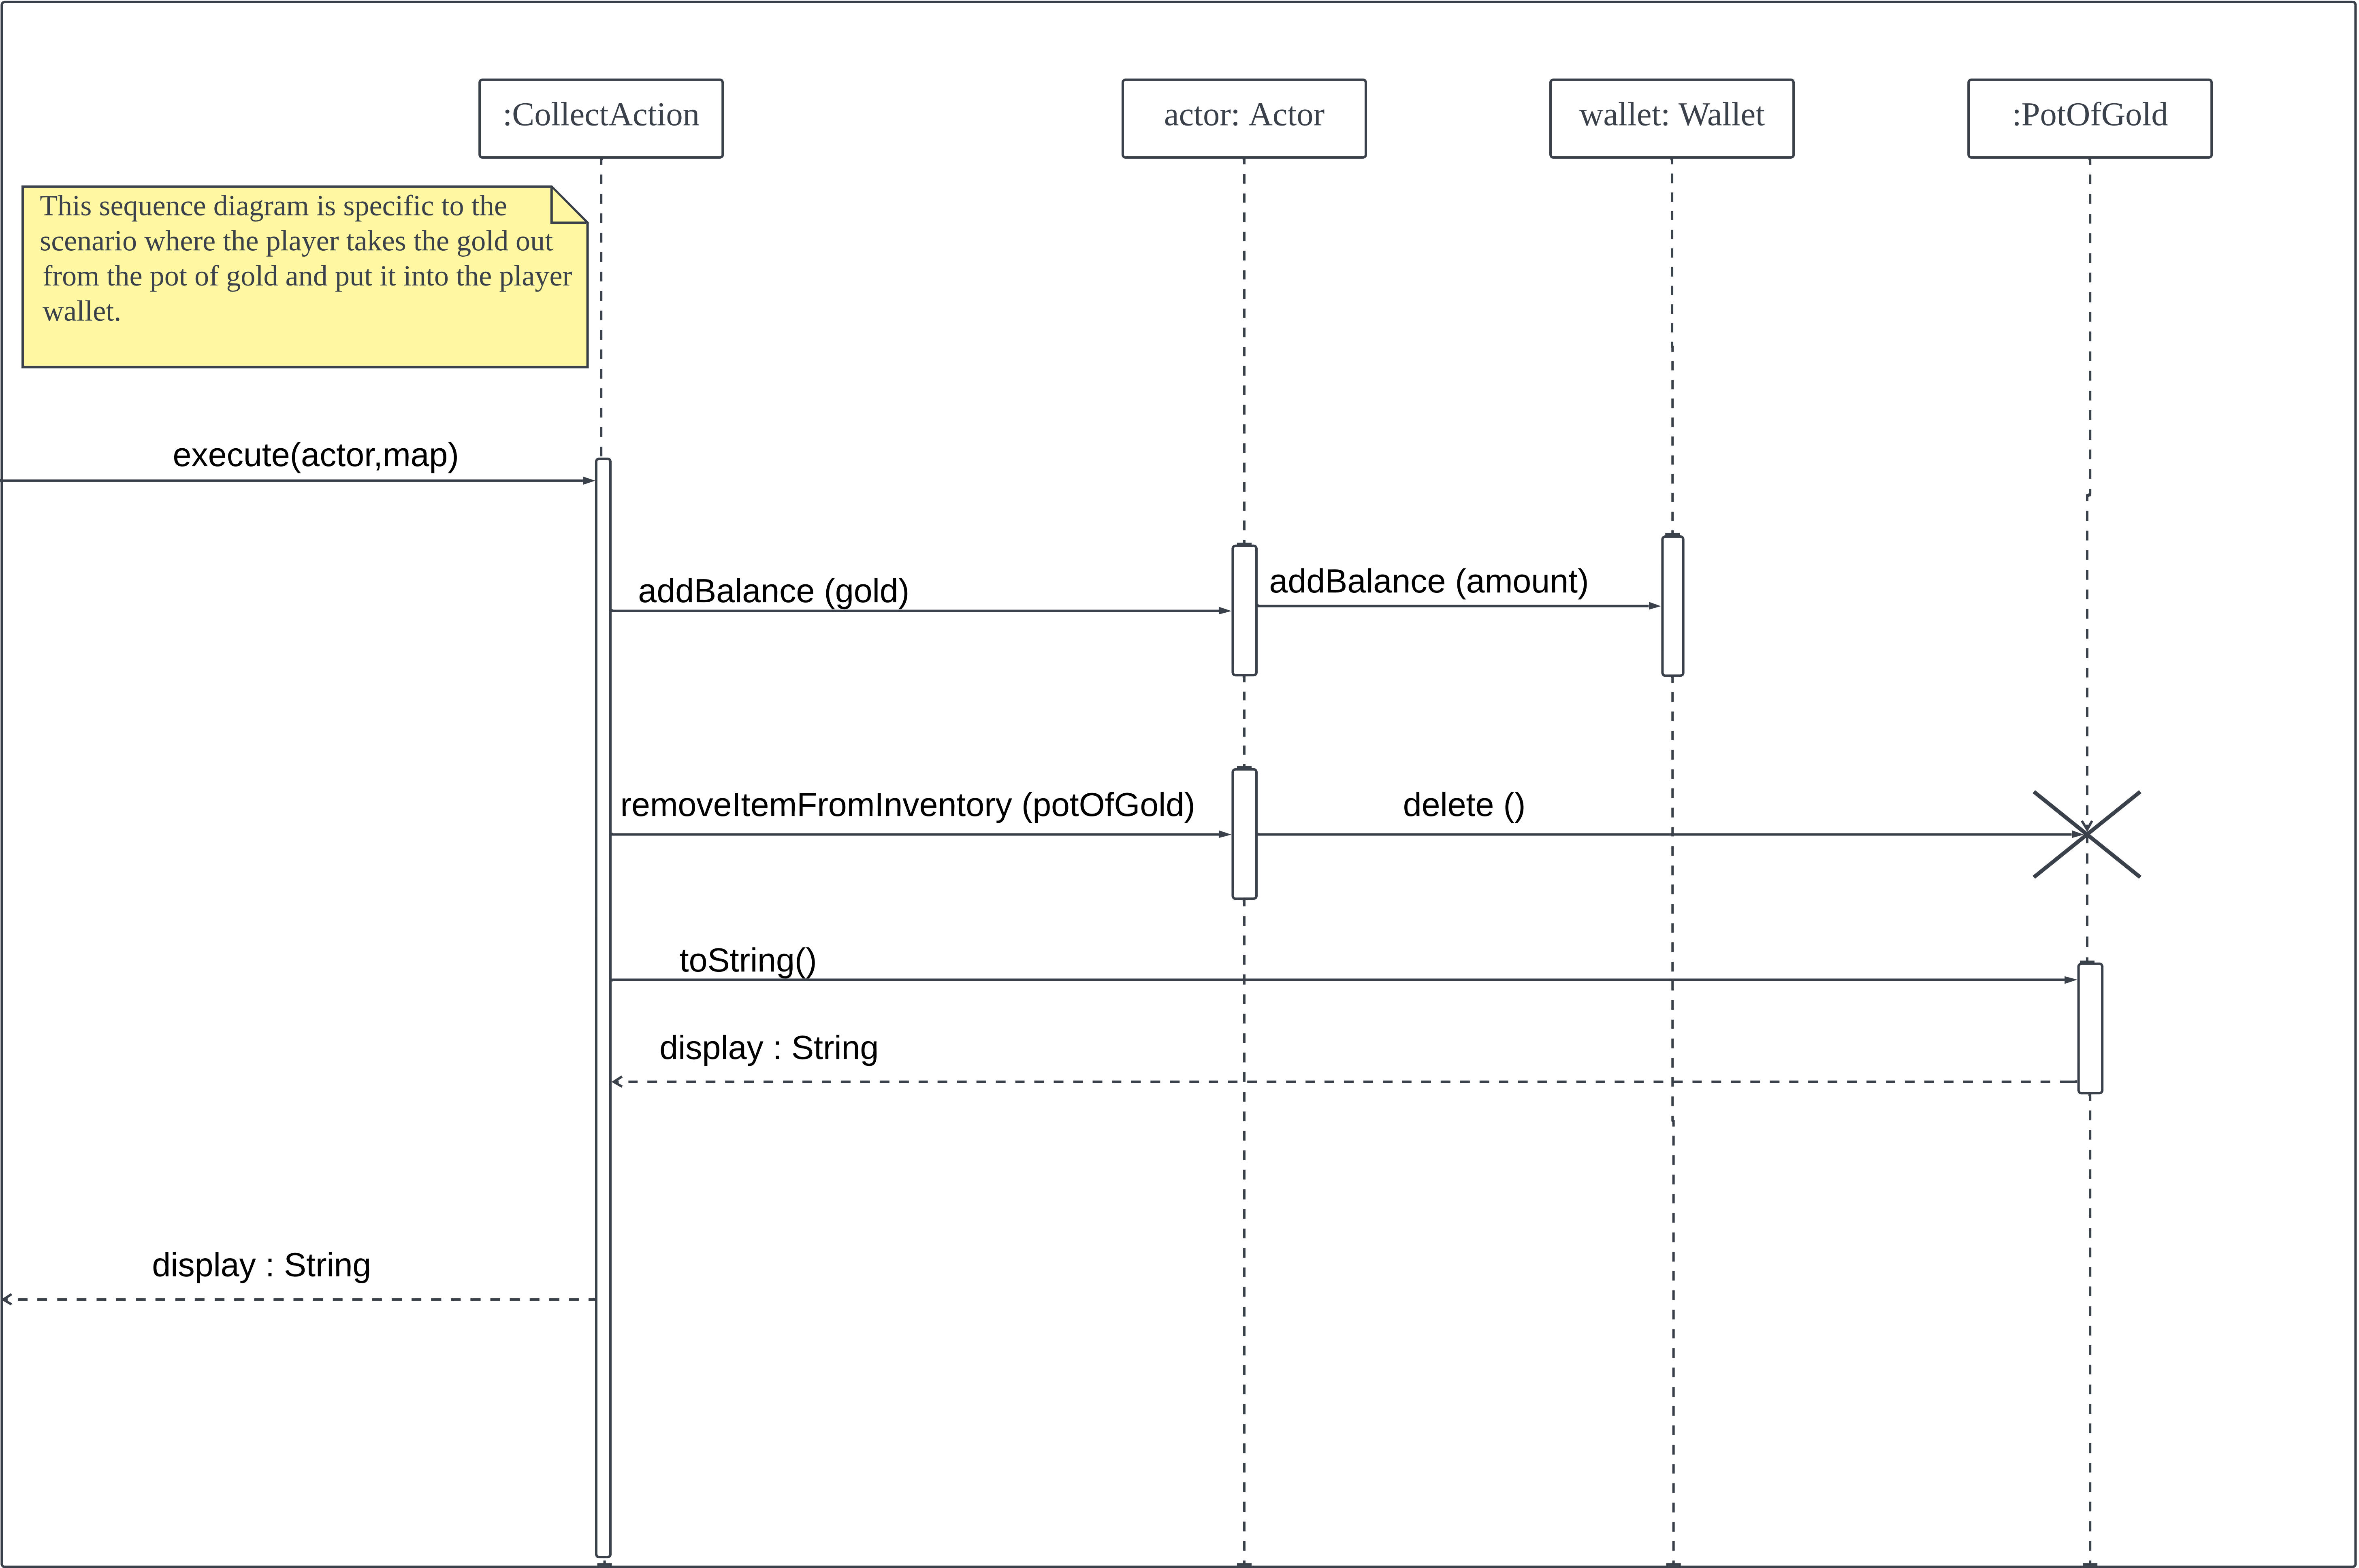 :CollectAction
actor: Actor
wallet: Wallet
:PotOfGold
This sequence diagram is specific to the
scenario where the player takes the gold out
from the pot of gold and put it into the player
wallet.
execute(actor,map)
addBalance (gold)
addBalance (amount)
removeItemFromInventory (potOfGold)
delete ()
toString()
display : String
display : String